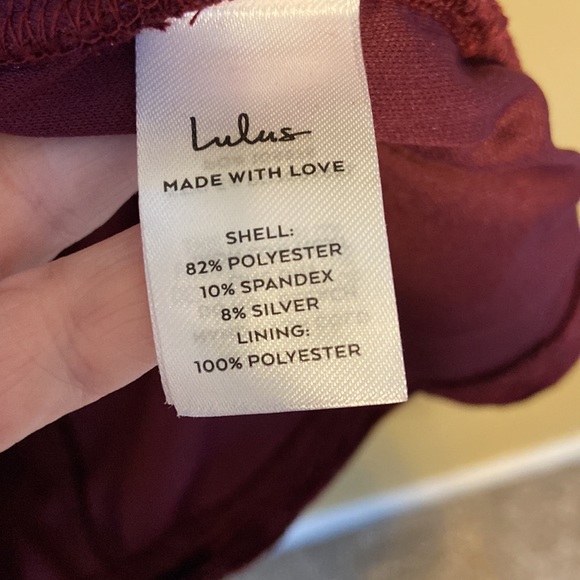 Lulus
MADE WITH LOVE
SHELL:
82% POLYESTER
10% SPANDEX
8% SILVER
LINING:
100% POLYESTER